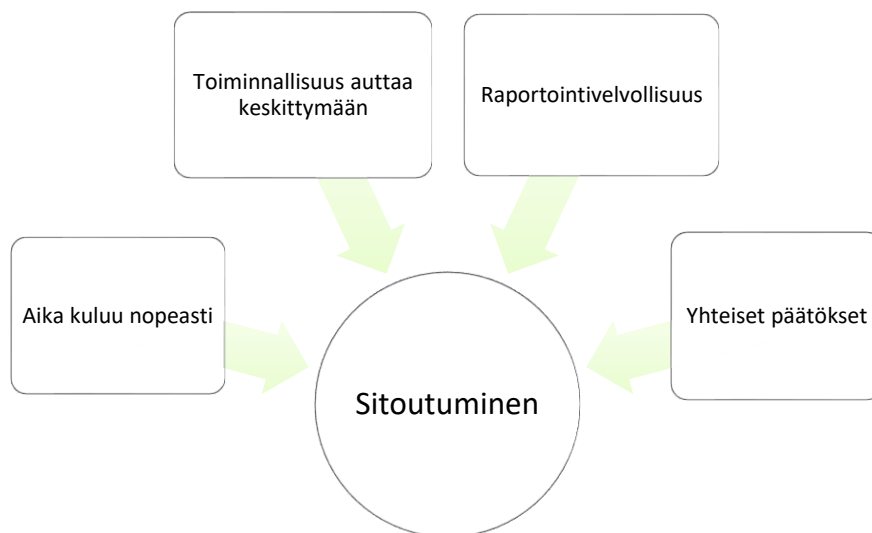 Toiminnallisuus auttaa
keskittymään
Raportointivelvollisuus
Aika kuluu nopeasti
Yhteiset päätökset
Sitoutuminen